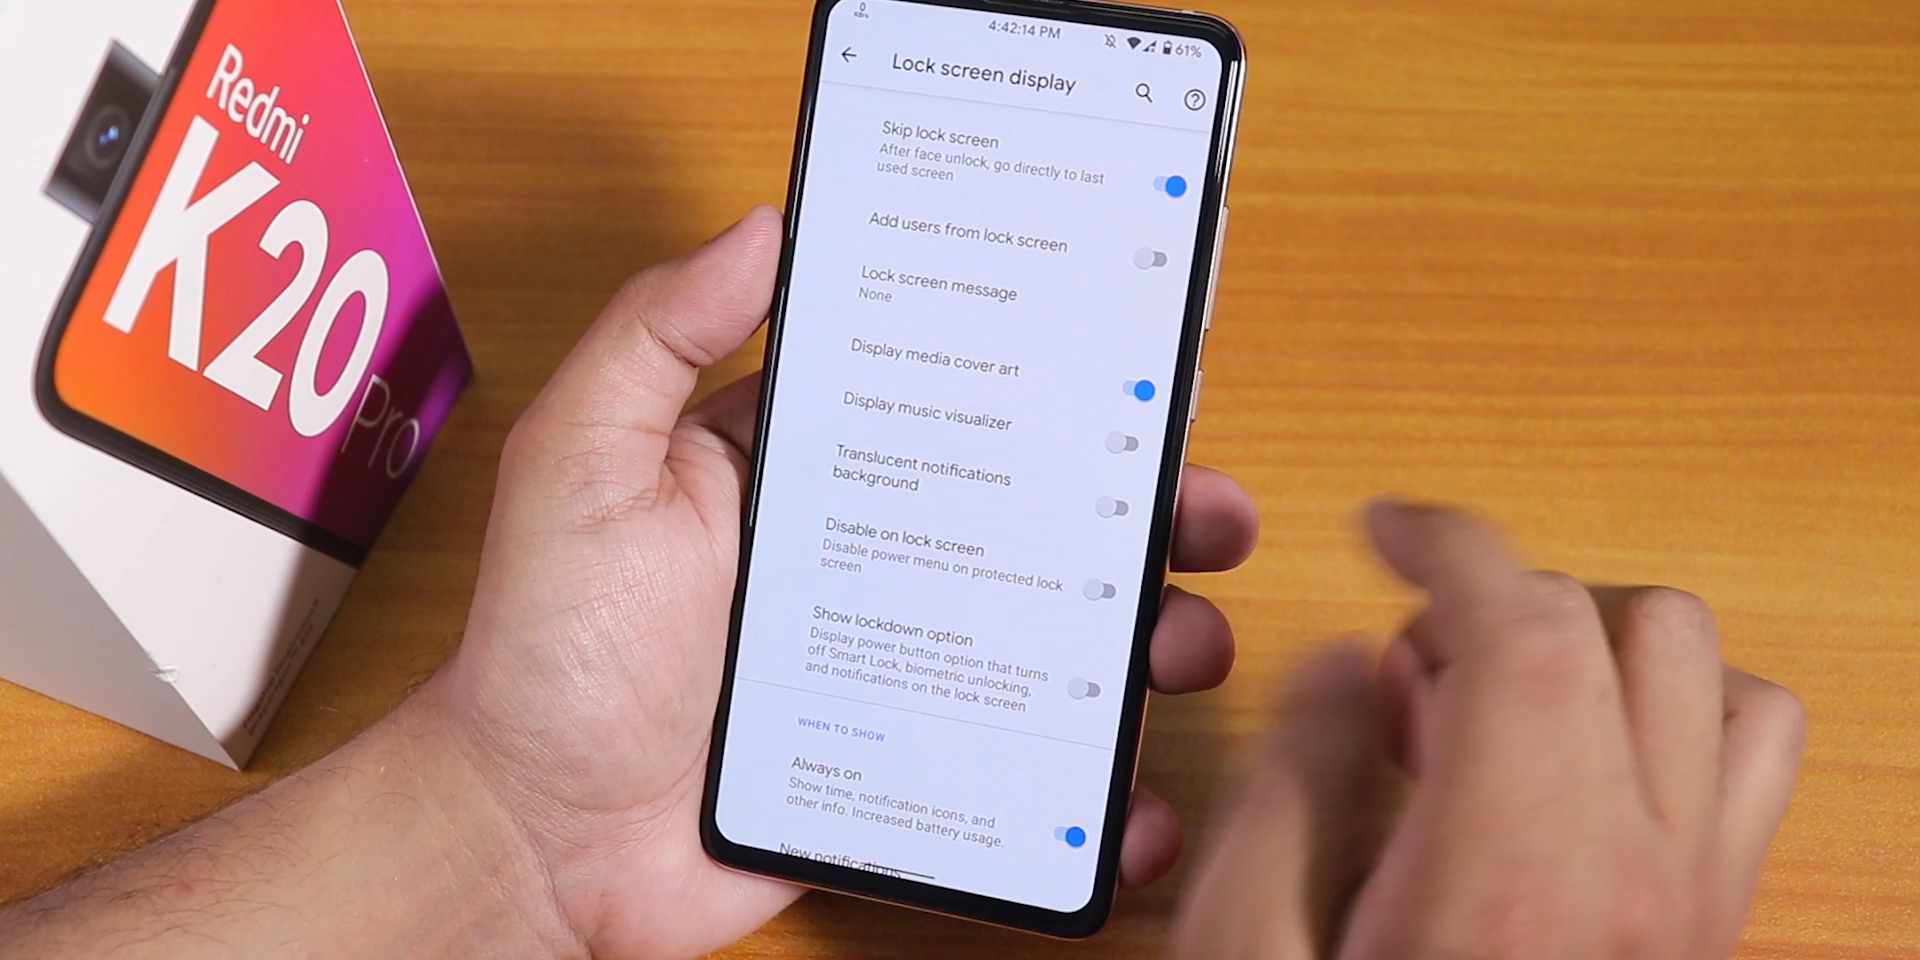 Redmi
K20
Pro
0
KB/s
4:42:14 PM
61%
Lock screen display
Skip lock screen
After face unlock, go directly to last
used screen
Add users from lock screen
Lock screen message
None
Display media cover art
Display music visualizer
Translucent notifications
background
Disable on lock screen
Disable power menu on protected lock
screen
Show lockdown option
Display power button option that turns
off Smart Lock, biometric unlocking,
and notifications on the lock screen
WHEN TO SHOW
Always on
Show time, notification icons, and
other info. Increased battery usage.
New notifications